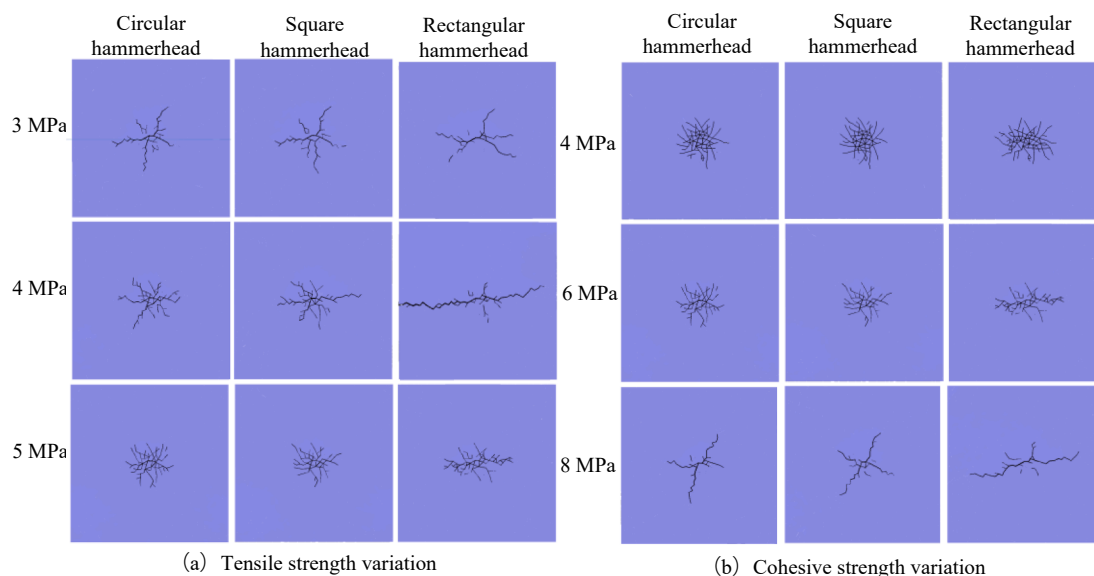 Circular
hammerhead
Square
hammerhead
Rectangular
hammerhead
3 MPa
4 MPa
5 MPa
(a) Tensile strength variation
Circular
hammerhead
Square
hammerhead
Rectangular
hammerhead
4 MPa
6 MPa
8 MPa
(b) Cohesive strength variation